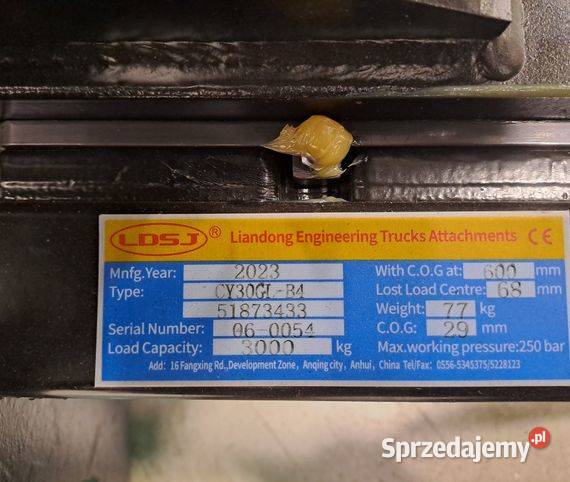 LDSJ ® Liandong Engineering Trucks Attachments CE
Mnfg.Year: 2023 With C.O.G at: 600 mm
Type: CY30GL-B4 Lost Load Centre: 68 mm
51873433 Weight: 77 kg
Serial Number: 06-0054 C.O.G: 29 mm
Load Capacity: 3000 kg Max.working pressure:250 bar
Add: 16 Fangxing Rd.,Development Zone, Anqing city, Anhui, China Tel/Fax: 0556-5345375/5228123
Sprzedajemy.pl